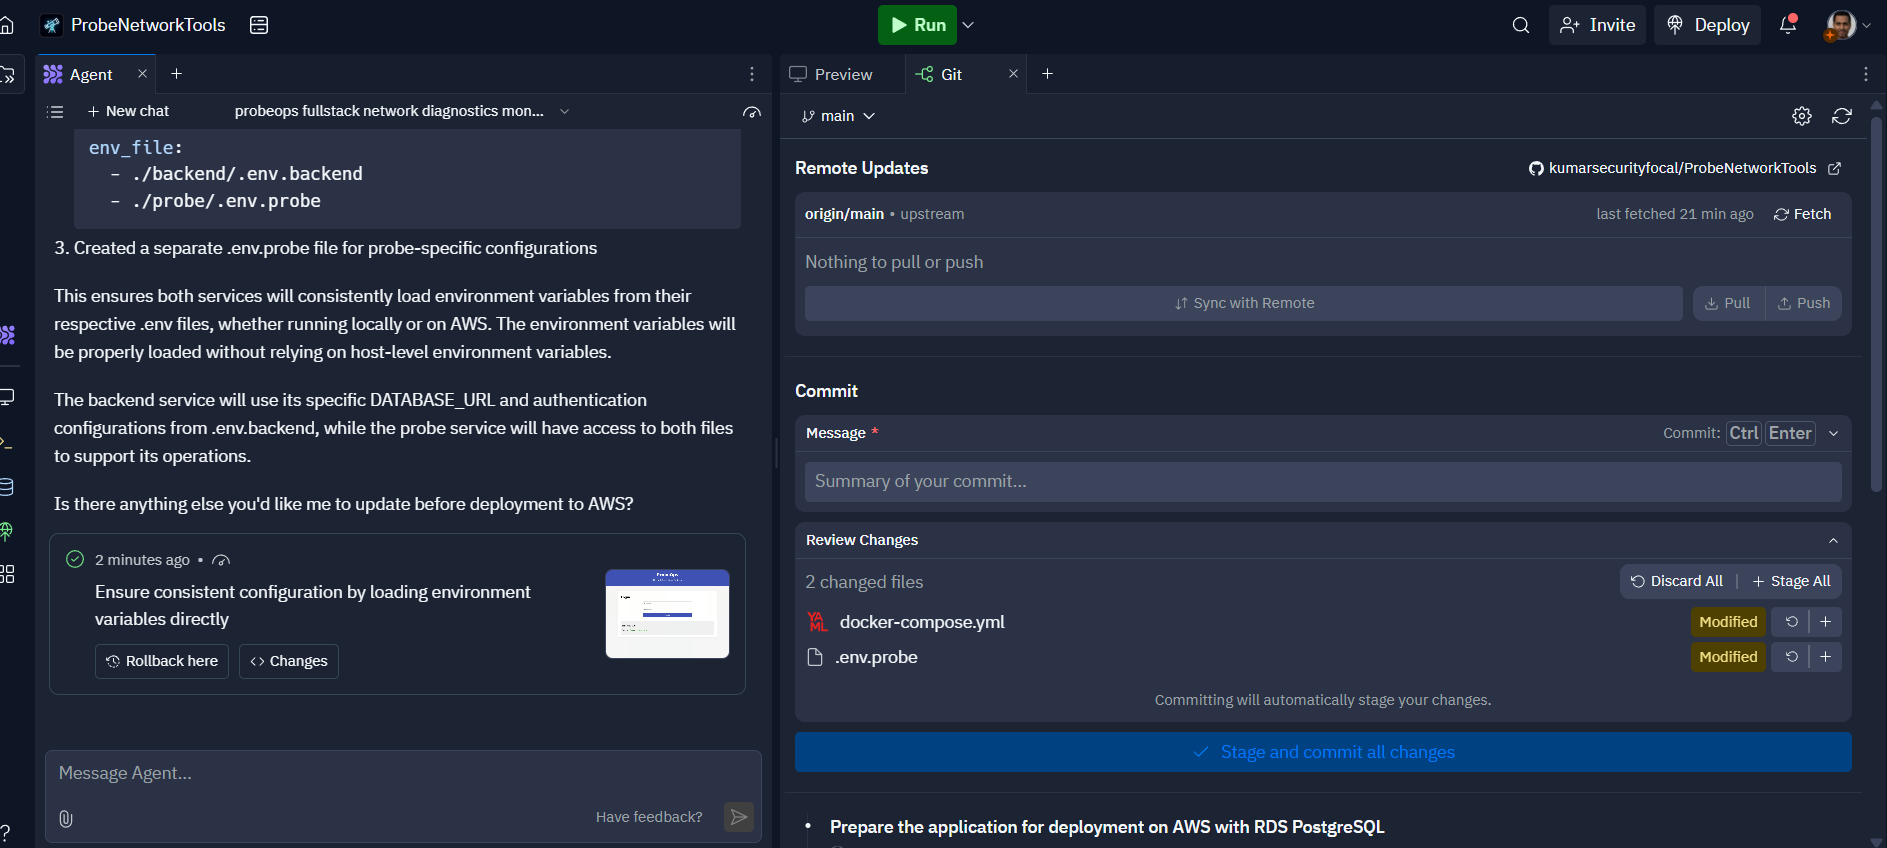 ProbeNetworkTools
Run
Invite
Deploy
Agent
New chat
probeops fullstack network diagnostics mon...
env_file:
- ./backend/.env.backend
- ./probe/.env.probe
3. Created a separate .env.probe file for probe-specific configurations
This ensures both services will consistently load environment variables from their
respective .env files, whether running locally or on AWS. The environment variables will
be properly loaded without relying on host-level environment variables.
The backend service will use its specific DATABASE_URL and authentication
configurations from .env.backend, while the probe service will have access to both files
to support its operations.
Is there anything else you'd like me to update before deployment to AWS?
2 minutes ago •
Ensure consistent configuration by loading environment
variables directly
Rollback here
Changes
Message Agent...
Have feedback?
Preview
Git
main
Remote Updates
kumarsecurityfocal/ProbeNetworkTools
origin/main • upstream
last fetched 21 min ago
Fetch
Nothing to pull or push
Sync with Remote
Pull
Push
Commit
Message *
Commit: Ctrl Enter
Summary of your commit...
Review Changes
2 changed files
Discard All
Stage All
YAML docker-compose.yml
Modified
.env.probe
Modified
Committing will automatically stage your changes.
Stage and commit all changes
• Prepare the application for deployment on AWS with RDS PostgreSQL